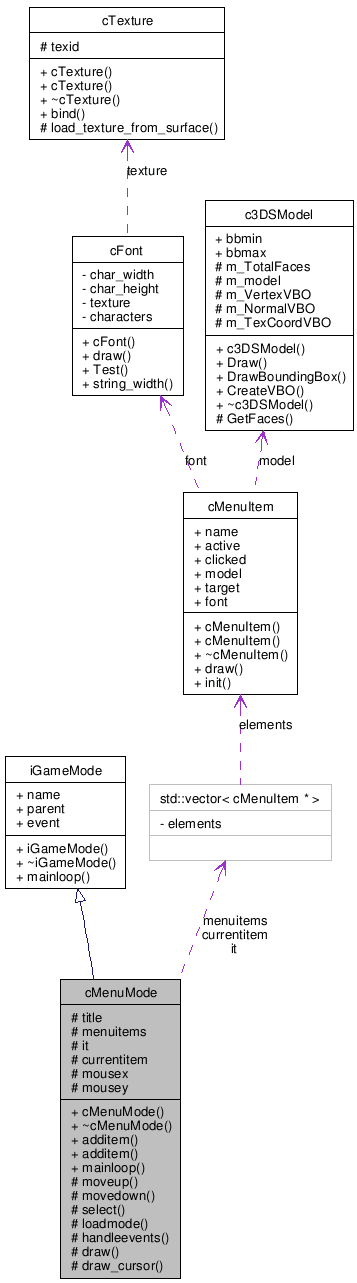 cTexture
# texid
+ cTexture()
+ cTexture()
+ ~cTexture()
+ bind()
# load_texture_from_surface()
texture
c3DSModel
+ bbmin
+ bbmax
# m_TotalFaces
# m_model
# m_VertexVBO
# m_NormalVBO
# m_TexCoordVBO
+ c3DSModel()
+ Draw()
+ DrawBoundingBox()
+ CreateVBO()
+ ~c3DSModel()
# GetFaces()
cFont
- char_width
- char_height
- texture
- characters
+ cFont()
+ draw()
+ Test()
+ string_width()
font
model
cMenuItem
+ name
+ active
+ clicked
+ model
+ target
+ font
+ cMenuItem()
+ cMenuItem()
+ ~cMenuItem()
+ draw()
+ init()
elements
iGameMode
+ name
+ parent
+ event
+ iGameMode()
+ ~iGameMode()
+ mainloop()
std::vector< cMenuItem * >
- elements
menuitems
currentitem
it
cMenuMode
# title
# menuitems
# it
# currentitem
# mousex
# mousey
+ cMenuMode()
+ ~cMenuMode()
+ additem()
+ additem()
+ mainloop()
# moveup()
# movedown()
# select()
# loadmode()
# handleevents()
# draw()
# draw_cursor()